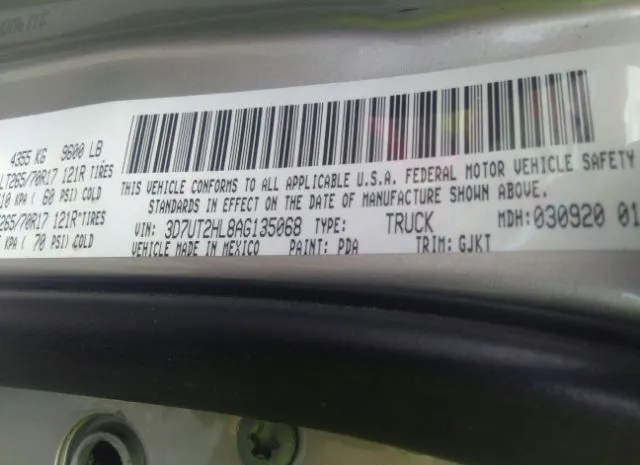 4355 KG 9600 LB
LT265/70R17 121R TIRES
10 KPA ( 60 PSI) COLD
265/70R17 121R TIRES
KPA ( 70 PSI) COLD
THIS VEHICLE CONFORMS TO ALL APPLICABLE U.S.A. FEDERAL MOTOR VEHICLE SAFETY
STANDARDS IN EFFECT ON THE DATE OF MANUFACTURE SHOWN ABOVE.
VIN: 3D7UT2HL8AG135068 TYPE: TRUCK MDH: 030920 01
VEHICLE MADE IN MEXICO PAINT: PDA TRIM: GJKT